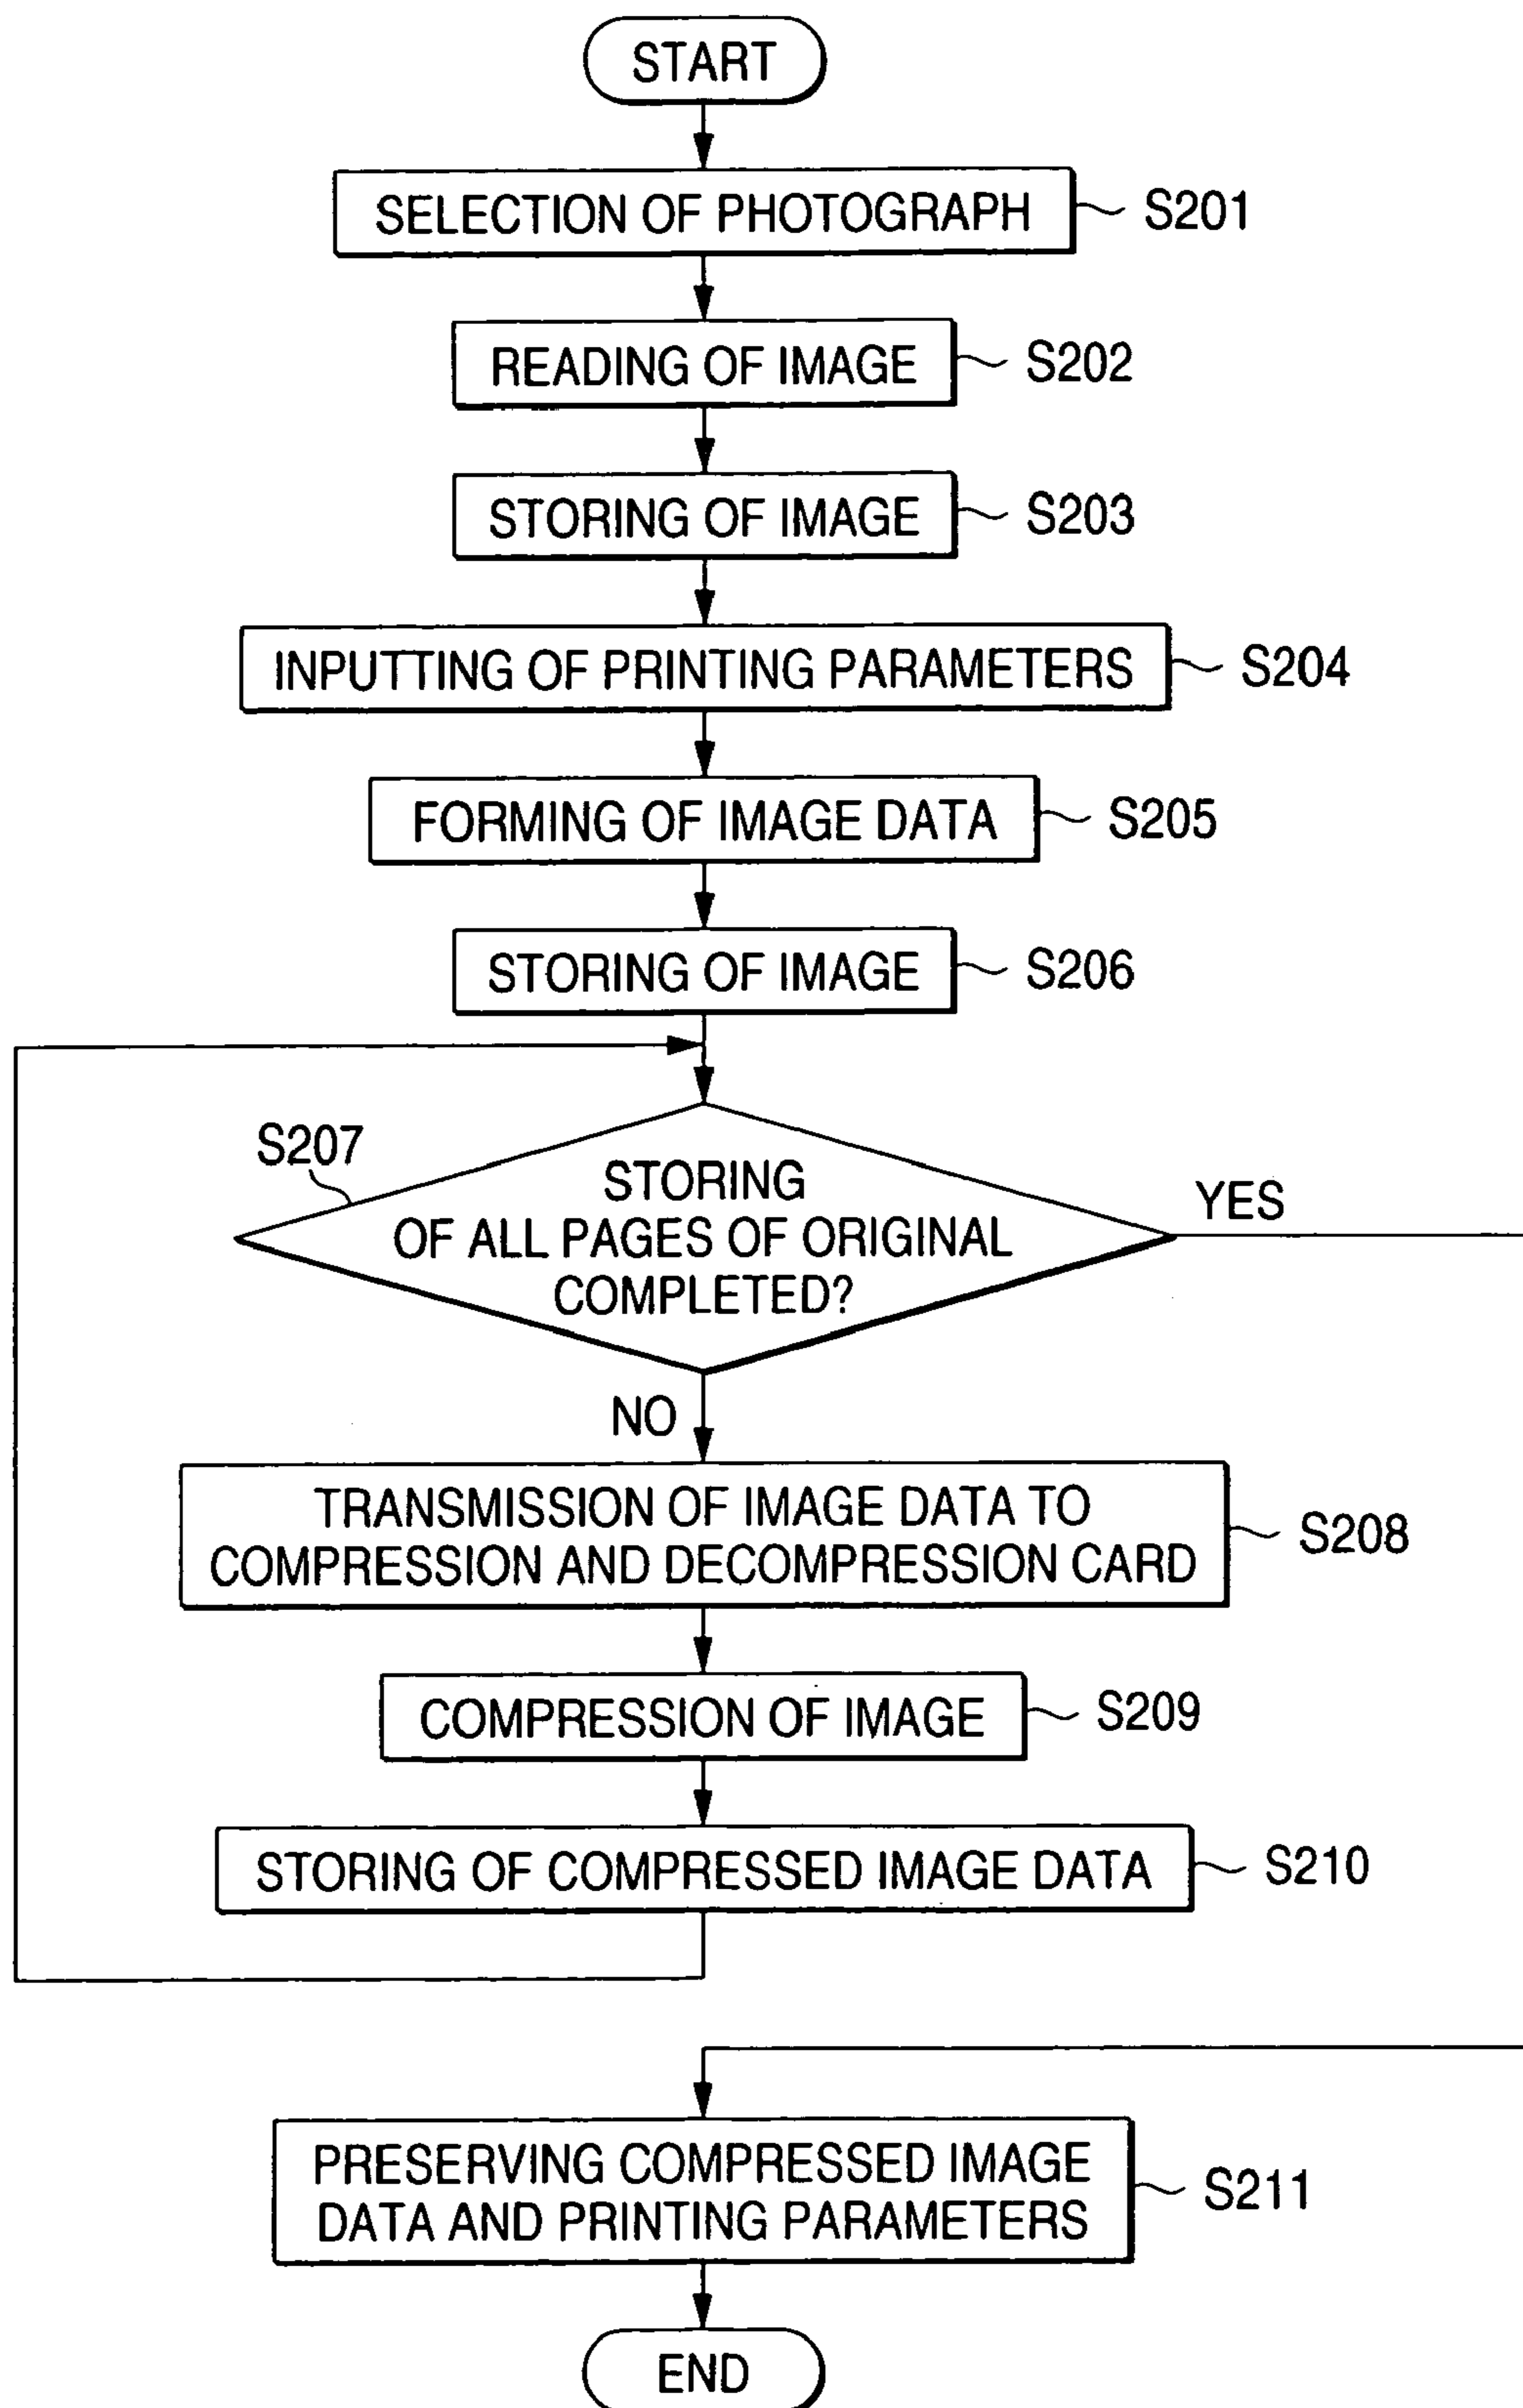 START
SELECTION OF PHOTOGRAPH
S201
READING OF IMAGE
S202
STORING OF IMAGE
S203
INPUTTING OF PRINTING PARAMETERS
S204
FORMING OF IMAGE DATA
S205
STORING OF IMAGE
S206
S207
STORING
OF ALL PAGES OF ORIGINAL
COMPLETED?
YES
NO
TRANSMISSION OF IMAGE DATA TO
COMPRESSION AND DECOMPRESSION CARD
S208
COMPRESSION OF IMAGE
S209
STORING OF COMPRESSED IMAGE DATA
S210
PRESERVING COMPRESSED IMAGE
DATA AND PRINTING PARAMETERS
S211
END